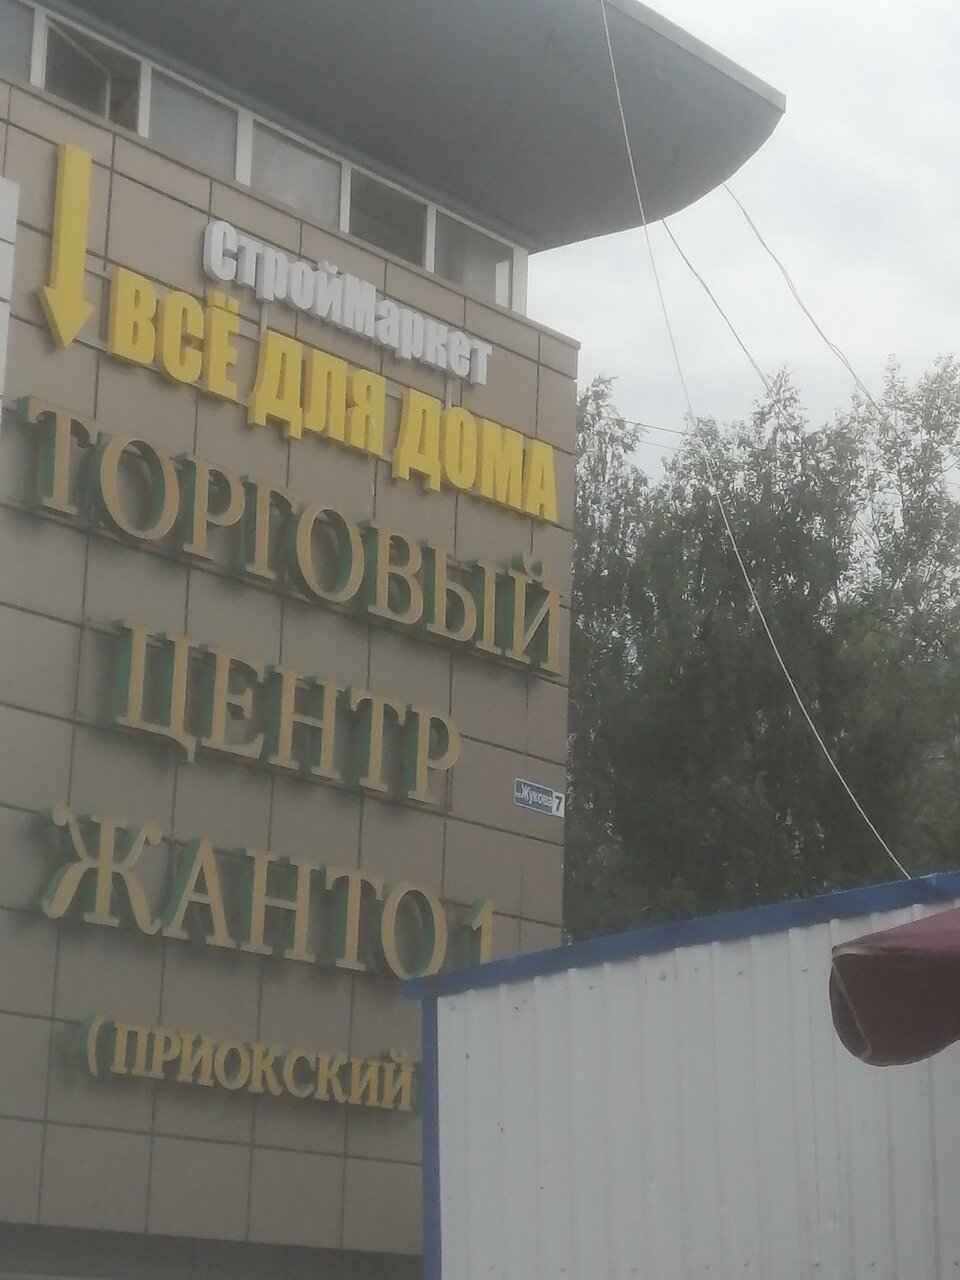 СтройМаркет
ВСЁ ДЛЯ ДОМА
ТОРГОВЫЙ
ЦЕНТР
ЖАНТО 1
(ПРИОКСКИЙ
Жукова 7